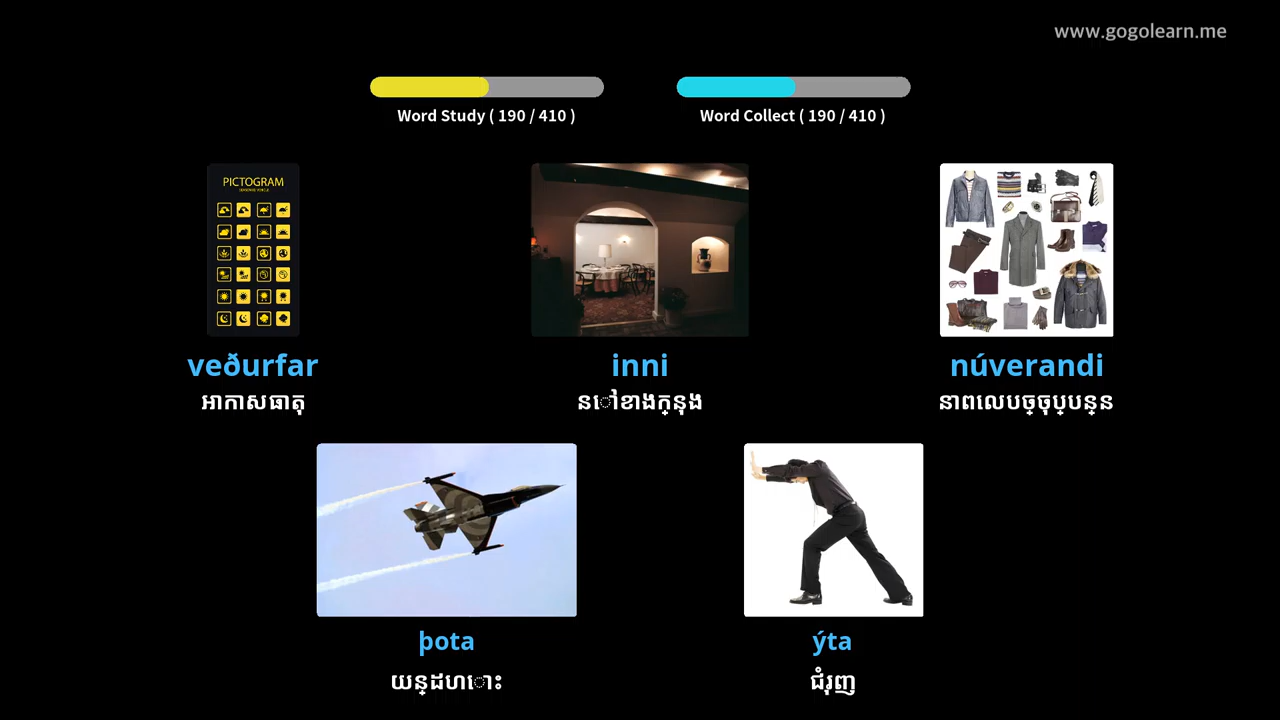 www.gogolearn.me
Word Study ( 190 / 410 )
Word Collect ( 190 / 410 )
PICTOGRAM
veðurfar
អាកាសធាតុ
inni
នៅខាងក្នុង
núverandi
នាពលេបច្ចុប្បន្ន
þota
យន្ដហោះ
ýta
ជំរុញ